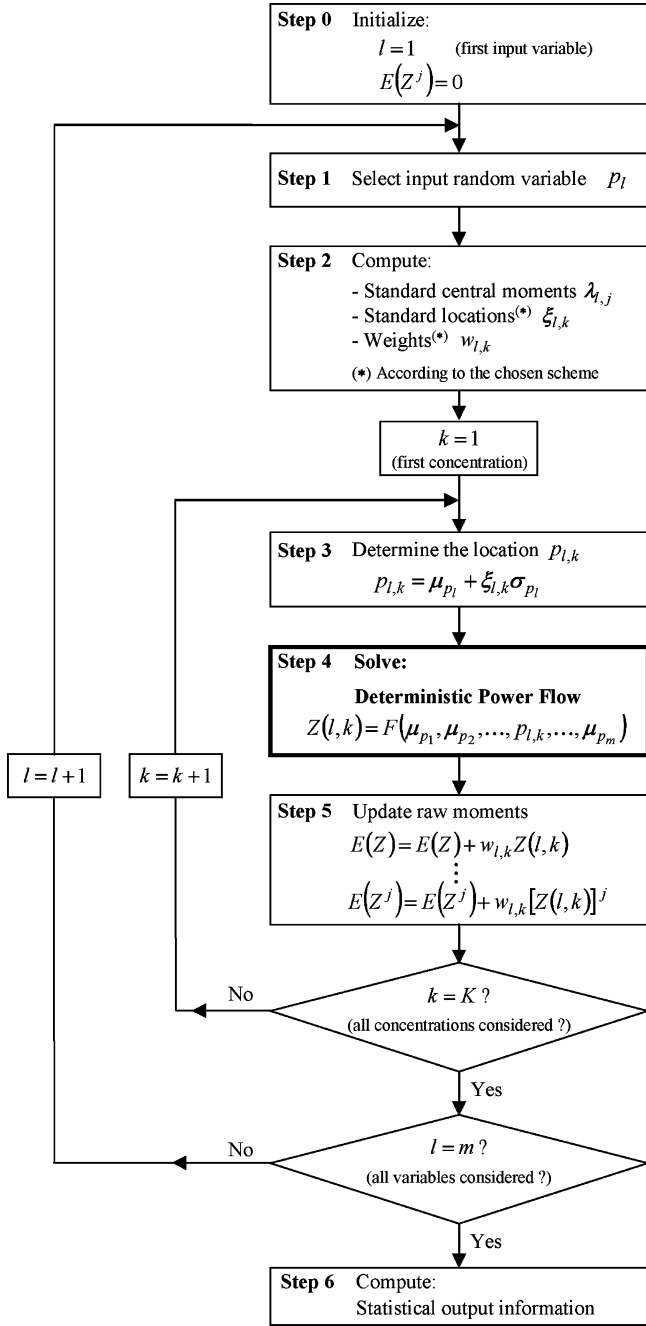 Step 0 Initialize:
l = 1 (first input variable)
E(Z^j) = 0
Step 1 Select input random variable p_l
Step 2 Compute:
- Standard central moments λ_{l,j}
- Standard locations(*) ξ_{l,k}
- Weights(*) w_{l,k}
(*) According to the chosen scheme
k = 1
(first concentration)
Step 3 Determine the location p_{l,k}
p_{l,k} = μ_{p_l} + ξ_{l,k} σ_{p_l}
Step 4 Solve:
Deterministic Power Flow
Z(l,k) = F(μ_{p_1}, μ_{p_2}, ..., p_{l,k}, ..., μ_{p_m})
l = l + 1
k = k + 1
Step 5 Update raw moments
E(Z) = E(Z) + w_{l,k} Z(l,k)
⋮
E(Z^j) = E(Z^j) + w_{l,k} [Z(l,k)]^j
No
k = K ?
(all concentrations considered ?)
Yes
No
l = m ?
(all variables considered ?)
Yes
Step 6 Compute:
Statistical output information